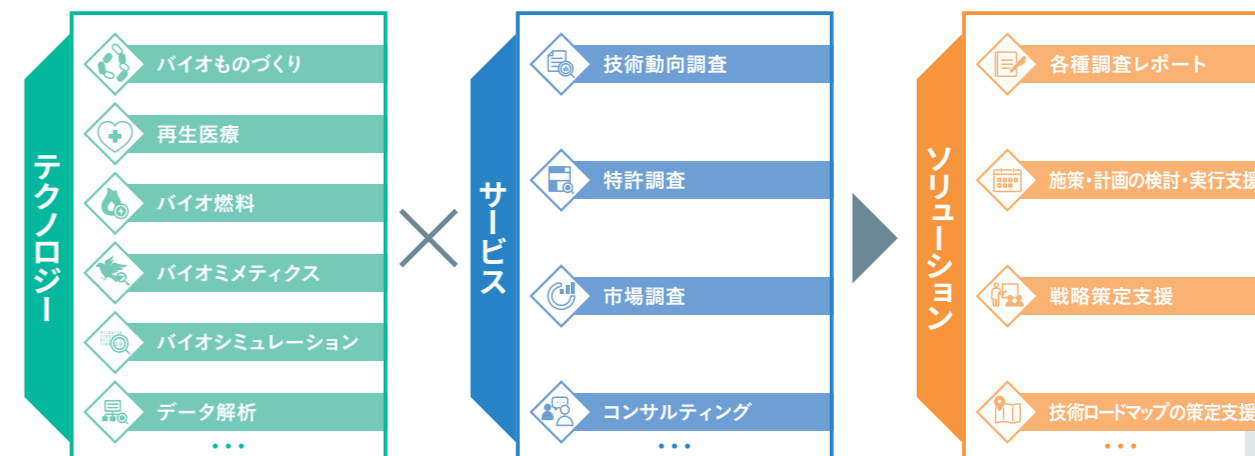 テクノロジー
バイオものづくり
再生医療
バイオ燃料
バイオミメティクス
バイオシミュレーション
データ解析
•••
×
サービス
技術動向調査
特許調査
市場調査
コンサルティング
•••
ソリューション
各種調査レポート
施策・計画の検討・実行支援
戦略策定支援
技術ロードマップの策定支援
•••